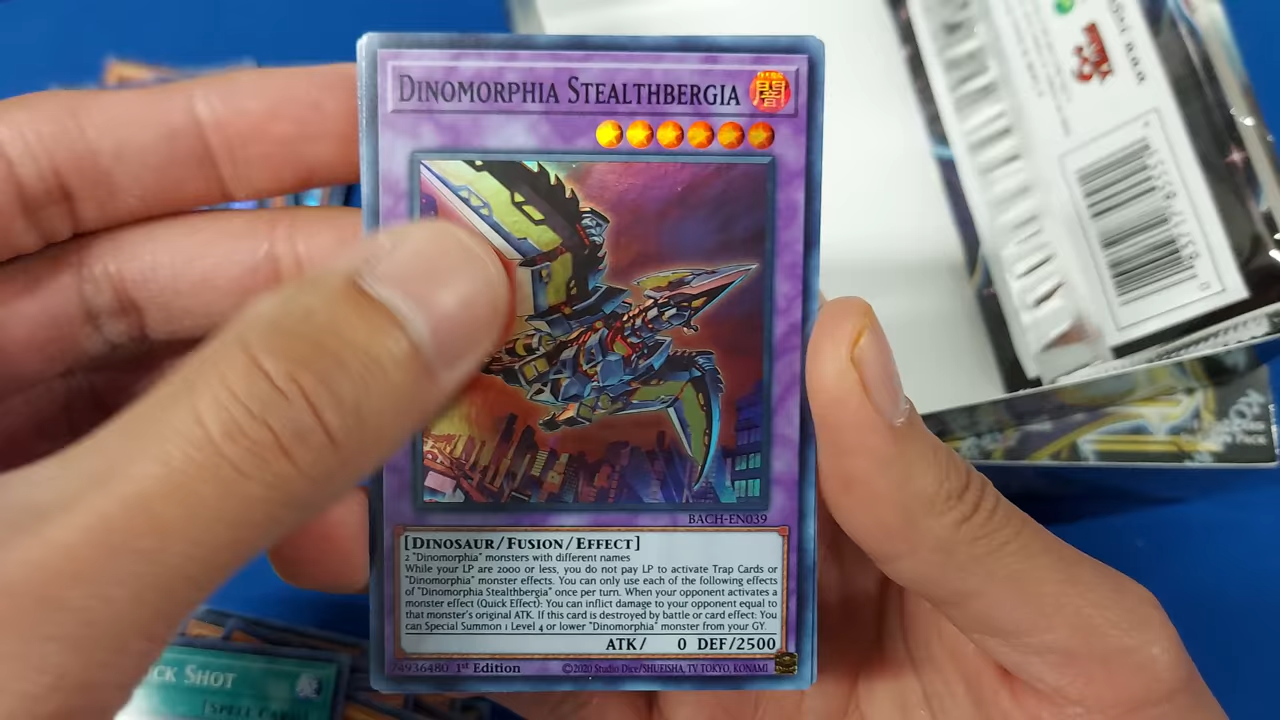 DINOMORPHIA STEALTHBERGIA
闇
BACH-EN039
[DINOSAUR/FUSION/EFFECT]
2 "Dinomorphia" monsters with different names
While your LP are 2000 or less, you do not pay LP to activate Trap Cards or
"Dinomorphia" monster effects. You can only use each of the following effects
of "Dinomorphia Stealthbergia" once per turn. When your opponent activates a
monster effect (Quick Effect): You can inflict damage to your opponent equal to
that monster's original ATK. If this card is destroyed by battle or card effect: You
can Special Summon 1 Level 4 or lower "Dinomorphia" monster from your GY.
ATK/ 0 DEF/2500
74936480 1st Edition ©2020 Studio Dice/SHUEISHA, TV TOKYO, KONAMI
SHOT
[SPELL CARD